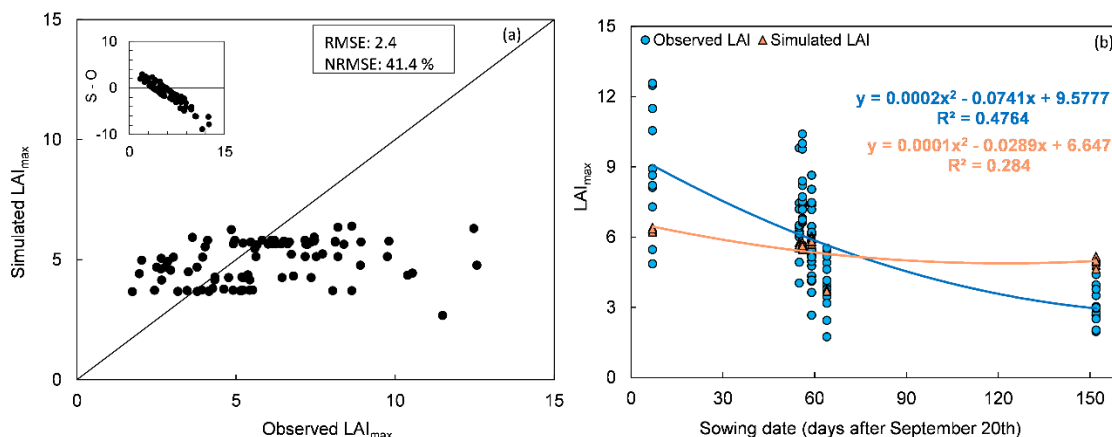 (a)
RMSE: 2.4
NRMSE: 41.4 %
10
0
-10
S - O
0
15
15
10
5
0
Simulated LAImax
0
5
10
15
Observed LAImax
(b)
Observed LAI
Simulated LAI
y = 0.0002x² - 0.0741x + 9.5777
R² = 0.4764
y = 0.0001x² - 0.0289x + 6.647
R² = 0.284
15
12
9
6
3
0
LAImax
0
30
60
90
120
150
Sowing date (days after September 20th)